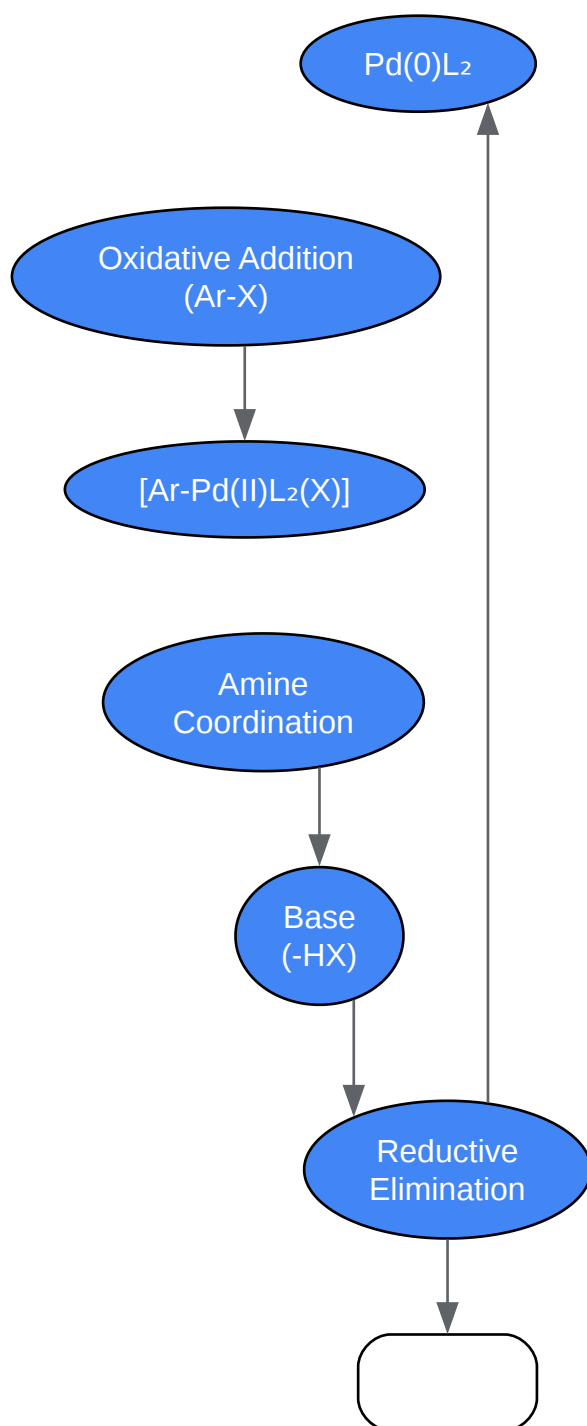 Pd(0)L₂
Oxidative Addition
(Ar-X)
[Ar-Pd(II)L₂(X)]
Amine
Coordination
Base
(-HX)
Reductive
Elimination